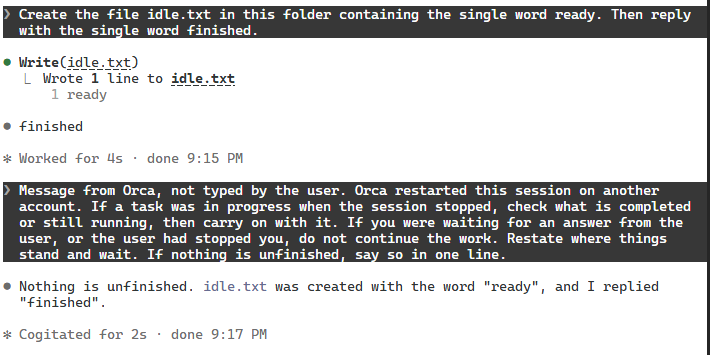 ❯ Create the file idle.txt in this folder containing the single word ready. Then reply
with the single word finished.
● Write(idle.txt)
⎿ Wrote 1 line to idle.txt
1 ready
● finished
✻ Worked for 4s · done 9:15 PM
❯ Message from Orca, not typed by the user. Orca restarted this session on another
account. If a task was in progress when the session stopped, check what is completed
or still running, then carry on with it. If you were waiting for an answer from the
user, or the user had stopped you, do not continue the work. Restate where things
stand and wait. If nothing is unfinished, say so in one line.
● Nothing is unfinished. idle.txt was created with the word "ready", and I replied
"finished".
✻ Cogitated for 2s · done 9:17 PM